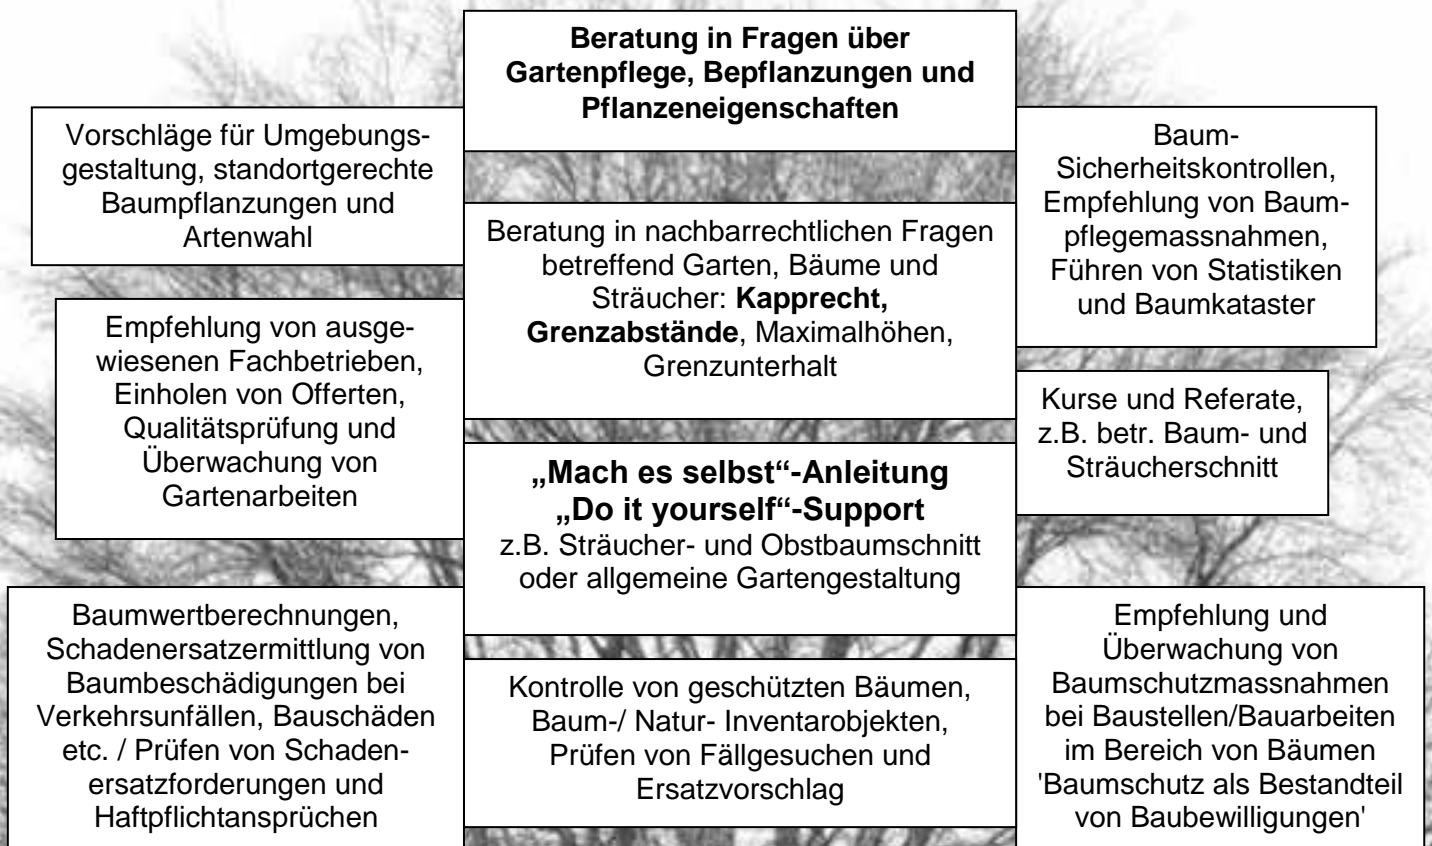 Beratung in Fragen über
Gartenpflege, Bepflanzungen und
Pflanzeneigenschaften
Vorschläge für Umgebungs-
gestaltung, standortgerechte
Baumpflanzungen und
Artenwahl
Baum-
Sicherheitskontrollen,
Empfehlung von Baum-
pflegemassnahmen,
Führen von Statistiken
und Baumkataster
Beratung in nachbarrechtlichen Fragen
betreffend Garten, Bäume und
Sträucher: Kapprecht,
Grenzabstände, Maximalhöhen,
Grenzunterhalt
Empfehlung von ausge-
wiesenen Fachbetrieben,
Einholen von Offerten,
Qualitätsprüfung und
Überwachung von
Gartenarbeiten
Kurse und Referate,
z.B. betr. Baum- und
Sträucherschnitt
„Mach es selbst“-Anleitung
„Do it yourself“-Support
z.B. Sträucher- und Obstbaumschnitt
oder allgemeine Gartengestaltung
Baumwertberechnungen,
Schadenersatzermittlung von
Baumbeschädigungen bei
Verkehrsunfällen, Bauschäden
etc. / Prüfen von Schaden-
ersatzforderungen und
Haftpflichtansprüchen
Kontrolle von geschützten Bäumen,
Baum-/ Natur- Inventarobjekten,
Prüfen von Fällgesuchen und
Ersatzvorschlag
Empfehlung und
Überwachung von
Baumschutzmassnahmen
bei Baustellen/Bauarbeiten
im Bereich von Bäumen
'Baumschutz als Bestandteil
von Baubewilligungen'